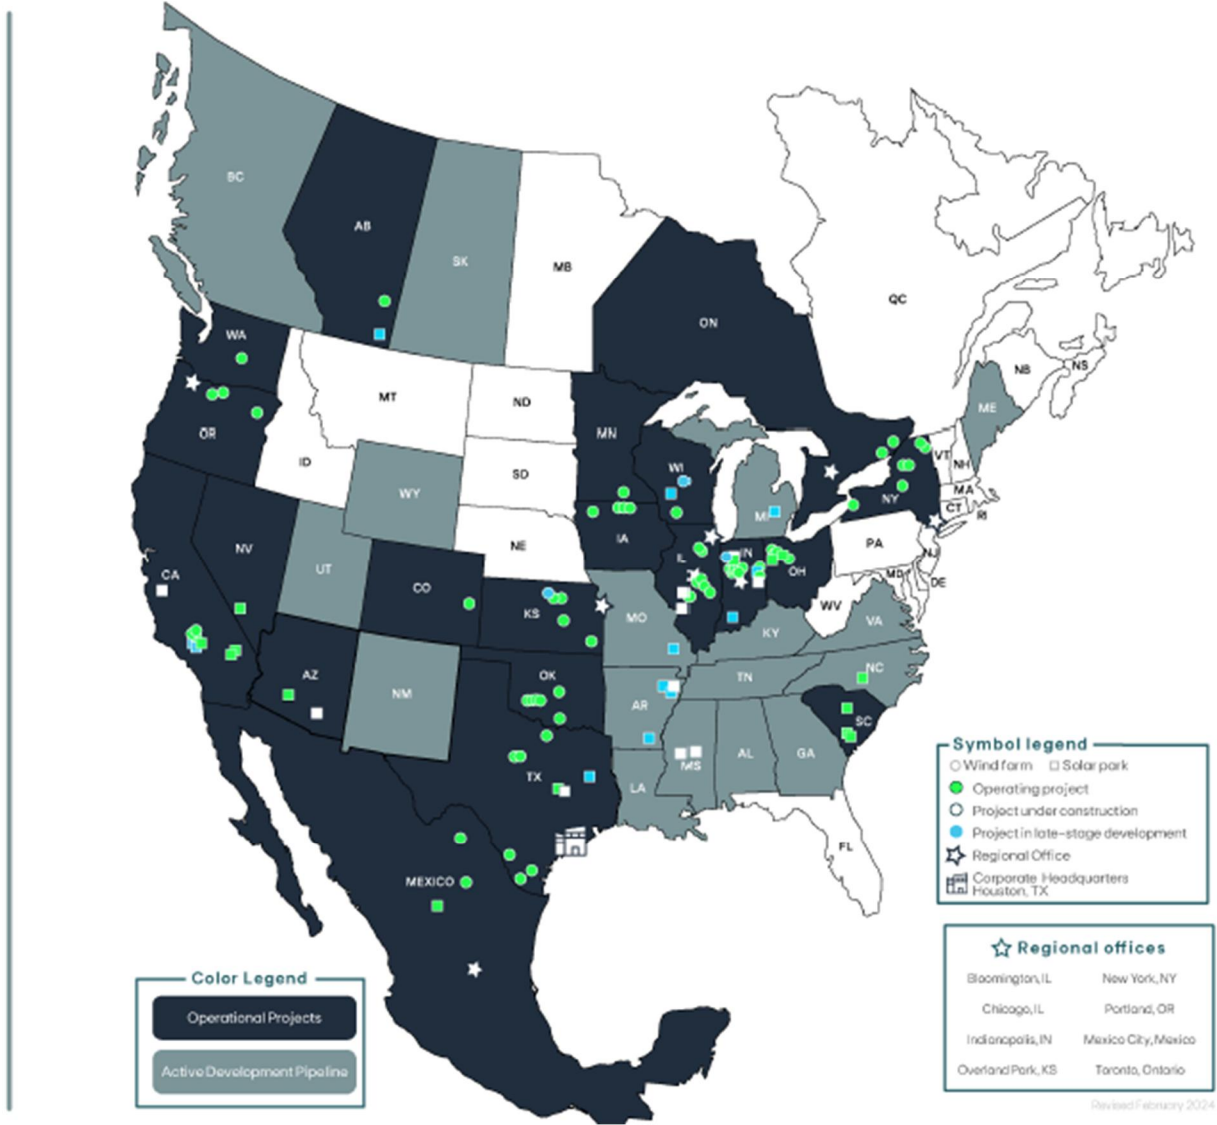 BC
AB
SK
MB
ON
QC
NB
NS
ME
WA
OR
MT
ND
MN
ID
SD
WI
WY
MI
NY
VT
NH
MA
CT
RI
NV
UT
CA
CO
NE
IA
IL
IN
OH
PA
NJ
MD
DE
KS
MO
KY
WV
VA
AZ
NM
OK
AR
TN
NC
SC
TX
LA
MS
AL
GA
FL
MEXICO
Symbol legend
Wind farm Solar park
Operating project
Project under construction
Project in late-stage development
Regional Office
Corporate Headquarters
Houston, TX
Regional offices
Bloomington, IL New York, NY
Chicago, IL Portland, OR
Indianapolis, IN Mexico City, Mexico
Overland Park, KS Toronto, Ontario
Color Legend
Operational Projects
Active Development Pipeline
Revised February 2024